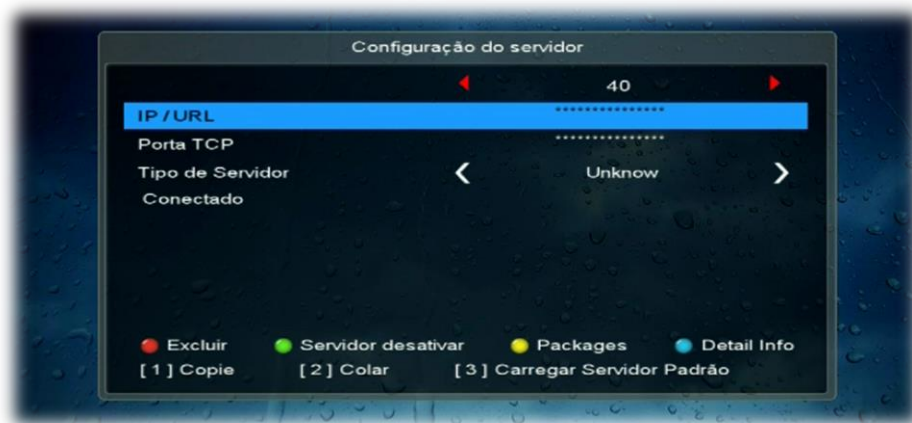 Configuração do servidor
40
IP / URL ***************
Porta TCP ***************
Tipo de Servidor Unknow
Conectado
Excluir Servidor desativar Packages Detail Info
[ 1 ] Copie [ 2 ] Colar [ 3 ] Carregar Servidor Padrão